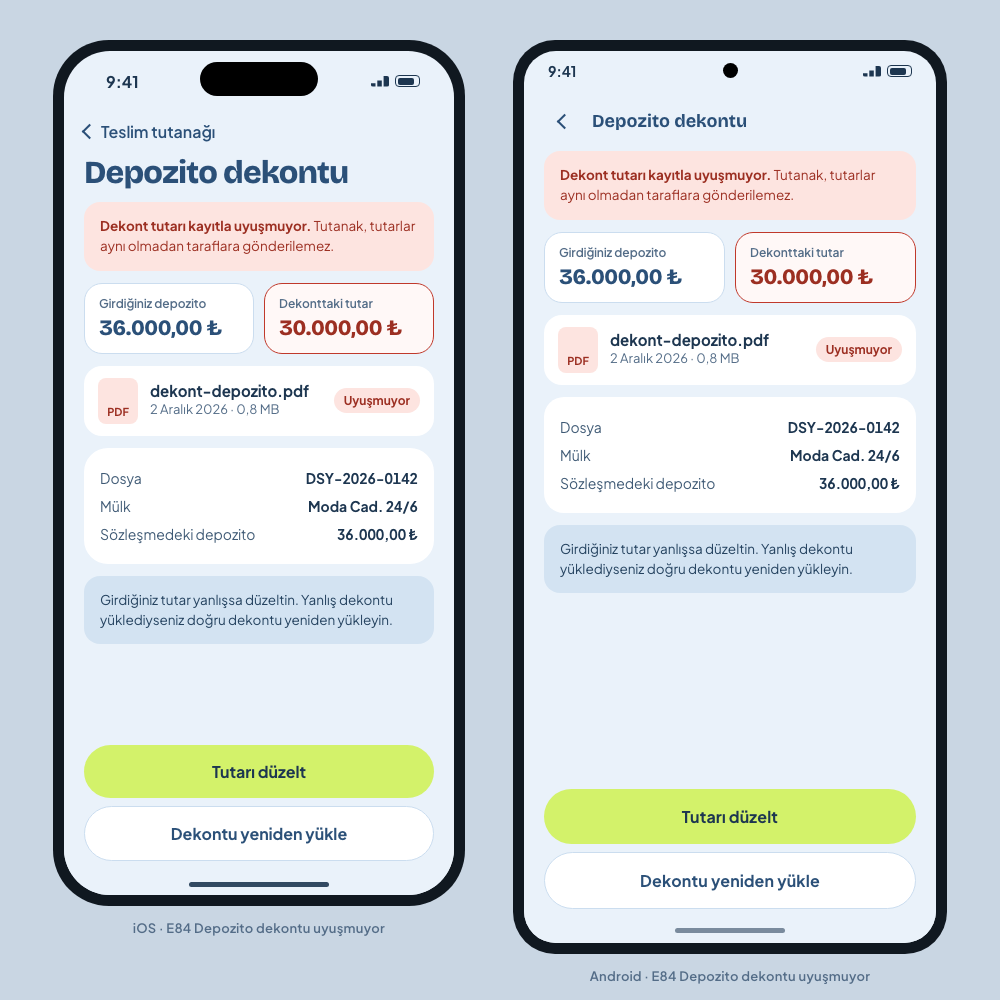 9:41
Teslim tutanağı
Depozito dekontu
Dekont tutarı kayıtla uyuşmuyor. Tutanak, tutarlar
aynı olmadan taraflara gönderilemez.
Girdiğiniz depozito
36.000,00 ₺
Dekonttaki tutar
30.000,00 ₺
PDF
dekont-depozito.pdf
2 Aralık 2026 · 0,8 MB
Uyuşmuyor
Dosya
DSY-2026-0142
Mülk
Moda Cad. 24/6
Sözleşmedeki depozito
36.000,00 ₺
Girdiğiniz tutar yanlışsa düzeltin. Yanlış dekontu
yüklediyseniz doğru dekontu yeniden yükleyin.
Tutarı düzelt
Dekontu yeniden yükle
iOS · E84 Depozito dekontu uyuşmuyor
9:41
Depozito dekontu
Dekont tutarı kayıtla uyuşmuyor. Tutanak, tutarlar
aynı olmadan taraflara gönderilemez.
Girdiğiniz depozito
36.000,00 ₺
Dekonttaki tutar
30.000,00 ₺
PDF
dekont-depozito.pdf
2 Aralık 2026 · 0,8 MB
Uyuşmuyor
Dosya
DSY-2026-0142
Mülk
Moda Cad. 24/6
Sözleşmedeki depozito
36.000,00 ₺
Girdiğiniz tutar yanlışsa düzeltin. Yanlış dekontu
yüklediyseniz doğru dekontu yeniden yükleyin.
Tutarı düzelt
Dekontu yeniden yükle
Android · E84 Depozito dekontu uyuşmuyor